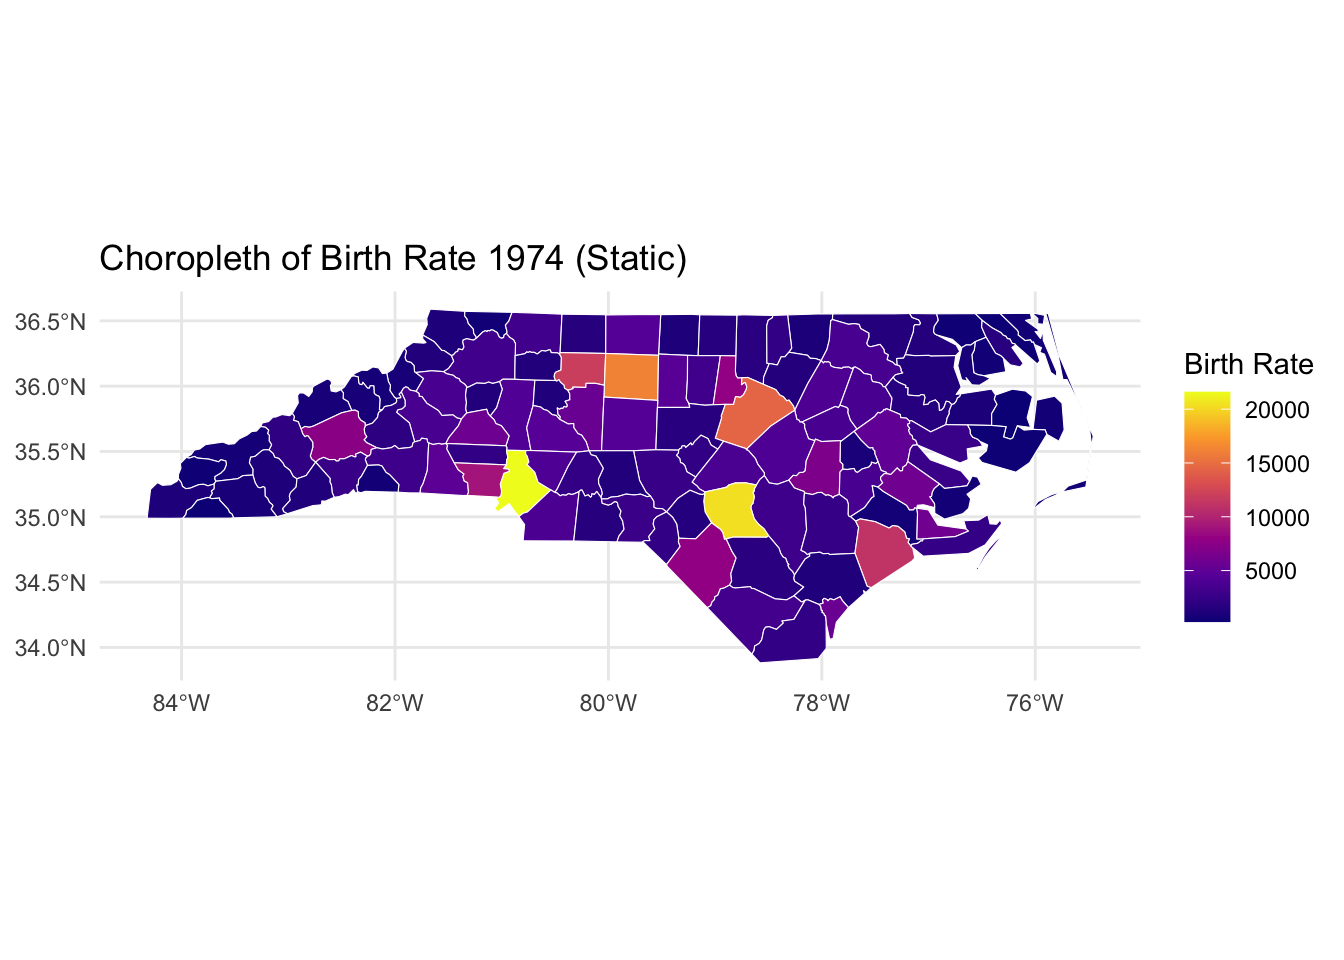 Choropleth of Birth Rate 1974 (Static)
36.5°N
36.0°N
35.5°N
35.0°N
34.5°N
34.0°N
84°W
82°W
80°W
78°W
76°W
Birth Rate
20000
15000
10000
5000